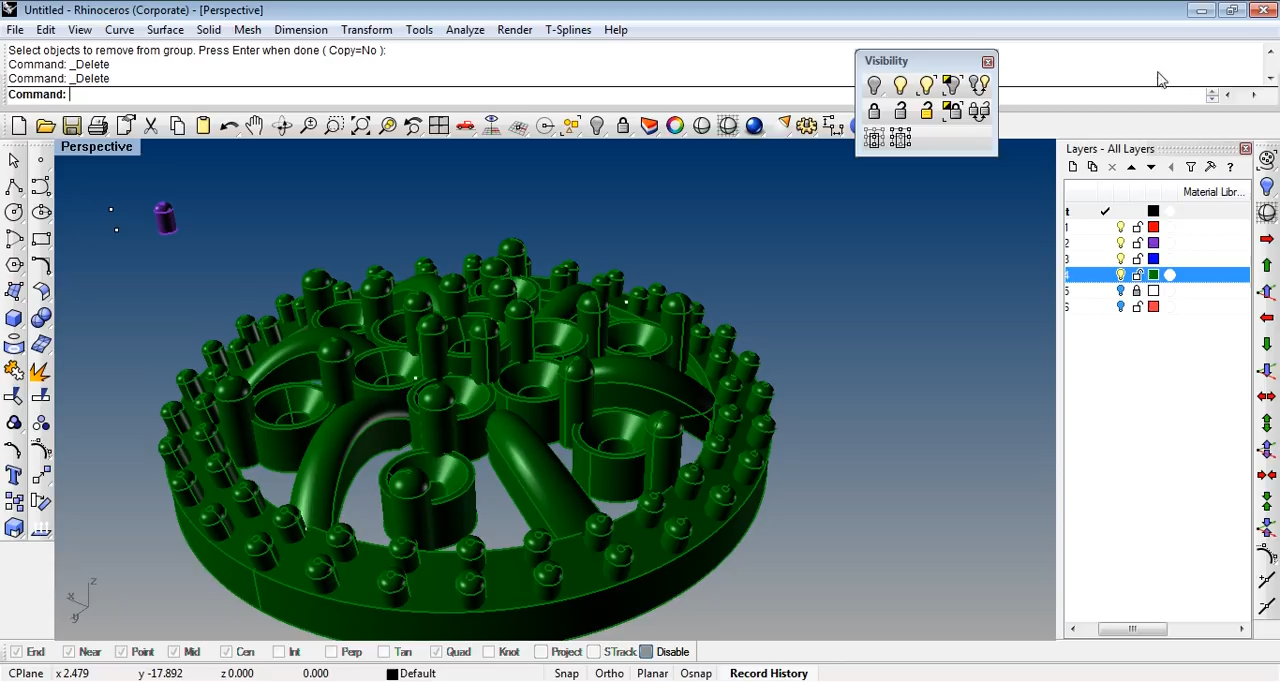 Untitled - Rhinoceros (Corporate) - [Perspective]
File Edit View Curve Surface Solid Mesh Dimension Transform Tools Analyze Render T-Splines Help
Select objects to remove from group. Press Enter when done ( Copy=No ):
Command: _Delete
Command: _Delete
Command:
Visibility
Perspective
Layers - All Layers
Material Libr...
t
1
2
3
4
5
6
z
x
y
End Near Point Mid Cen Int Perp Tan Quad Knot Project STrack Disable
CPlane x 2.479 y -17.892 z 0.000 0.000 Default Snap Ortho Planar Osnap Record History